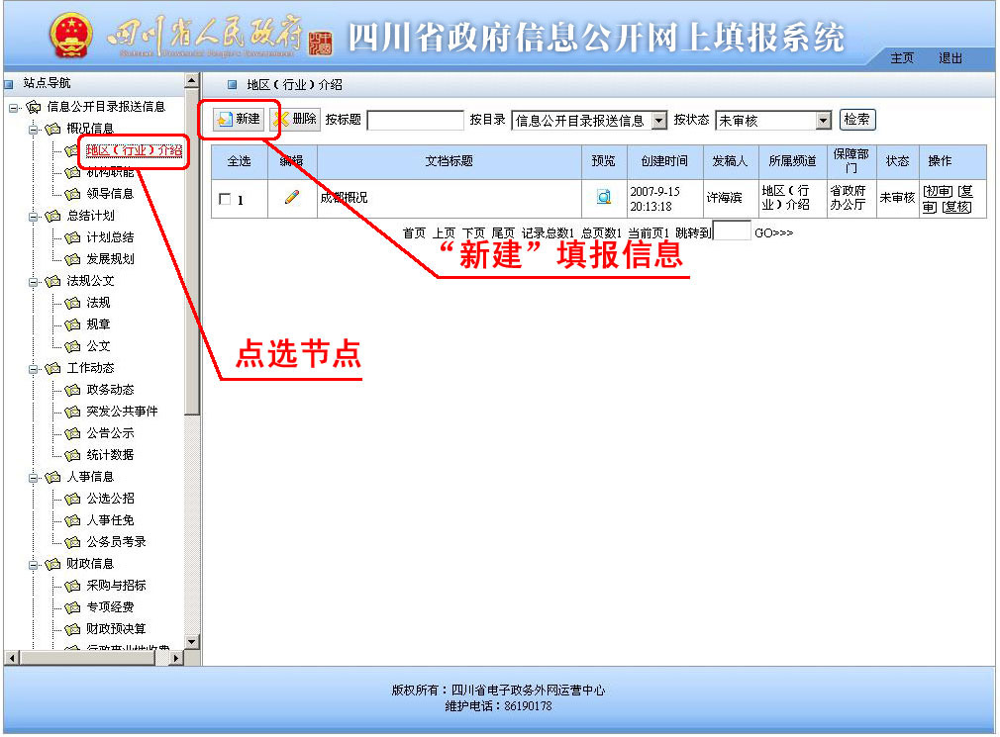 四川省人民政府
四川省政府信息公开网上填报系统
主页 退出
站点导航
地区（行业）介绍
信息公开目录报送信息
概况信息
地区（行业）介绍
机构职能
领导信息
总结计划
计划总结
发展规划
法规公文
法规
规章
公文
工作动态
政务动态
突发公共事件
公告公示
统计数据
人事信息
公选公招
人事任免
公务员考录
财政信息
采购与招标
专项经费
财政预决算
行政事业性收费
新建 删除 按标题 按目录 信息公开目录报送信息 按状态 未审核 检索
全选 编辑 文档标题 预览 创建时间 发稿人 所属频道 保障部门 状态 操作
1 成都概况 2007-9-15 20:13:18 许海滨 地区（行业）介绍 省政府办公厅 未审核 [初审] [复审] [复核]
首页 上页 下页 尾页 记录总数1 总页数1 当前页1 跳转到 GO>>>
“新建”填报信息
点选节点
版权所有：四川省电子政务外网运营中心
维护电话：86190178